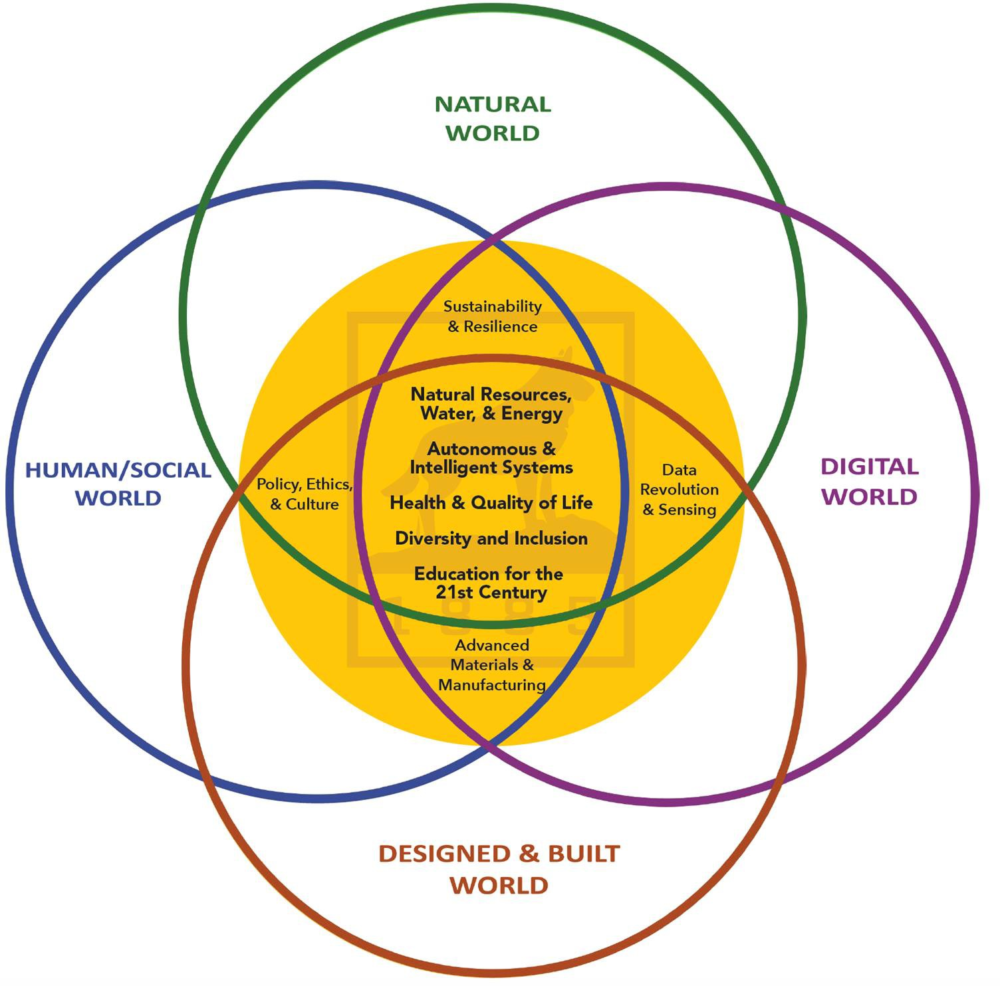 NATURAL
WORLD
Sustainability
& Resilience
Natural Resources,
Water, & Energy
Autonomous &
Intelligent Systems
HUMAN/SOCIAL
WORLD
Policy, Ethics,
& Culture
Data
Revolution
& Sensing
DIGITAL
WORLD
Health & Quality of Life
Diversity and Inclusion
Education for the
21st Century
1885
Advanced
Materials &
Manufacturing
DESIGNED & BUILT
WORLD